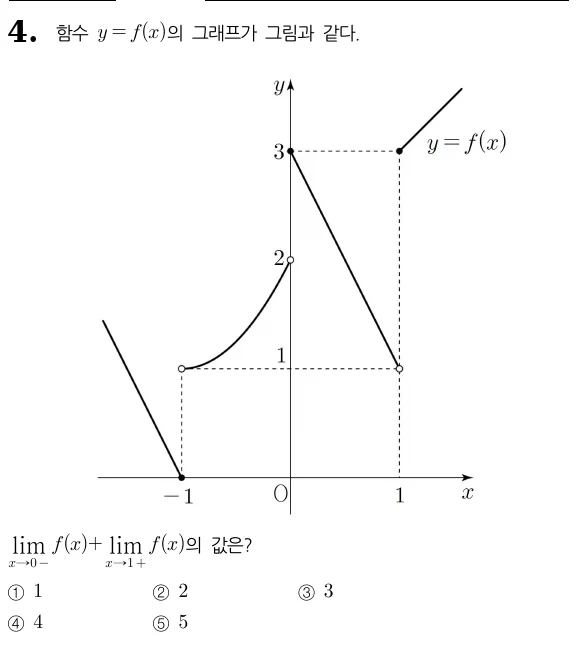 4. 함수 y=f(x)의 그래프가 그림과 같다.
y
3
y=f(x)
2
1
-1 O 1 x
lim f(x)+ lim f(x)의 값은?
x→0- x→1+
① 1 ② 2 ③ 3
④ 4 ⑤ 5